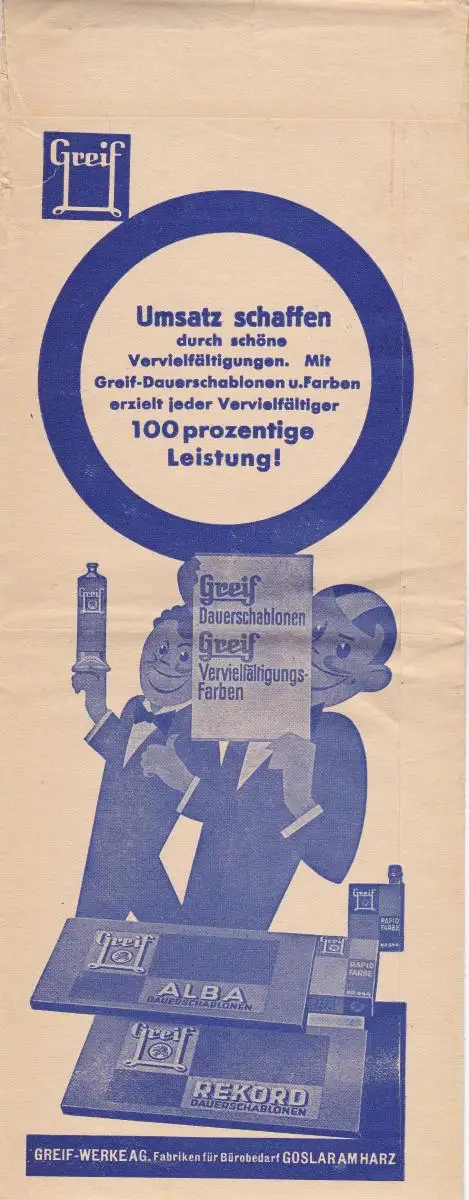 Greif
Umsatz schaffen
durch schöne
Vervielfältigungen. Mit
Greif-Dauerschablonen u. Farben
erzielt jeder Vervielfältiger
100 prozentige
Leistung!
Greif
Greif
Dauerschablonen
Greif
Vervielfältigungs-
Farben
Greif
RAPID
FARBE
Greif
ALBA
DAUERSCHABLONEN
Greif
RAPID
FARBE
Greif
REKORD
DAUERSCHABLONEN
GREIF-WERKE AG. Fabriken für Bürobedarf GOSLAR AM HARZ